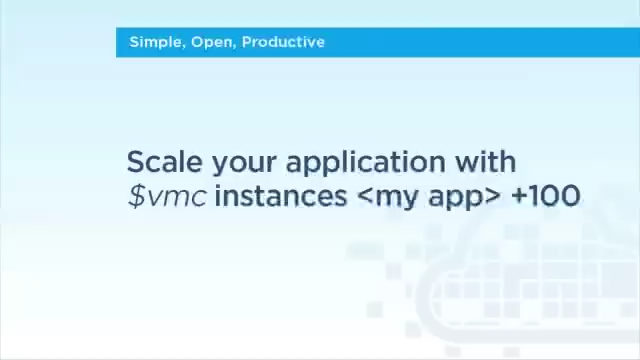 Simple, Open, Productive
Scale your application with
$vmc instances <my app> +100